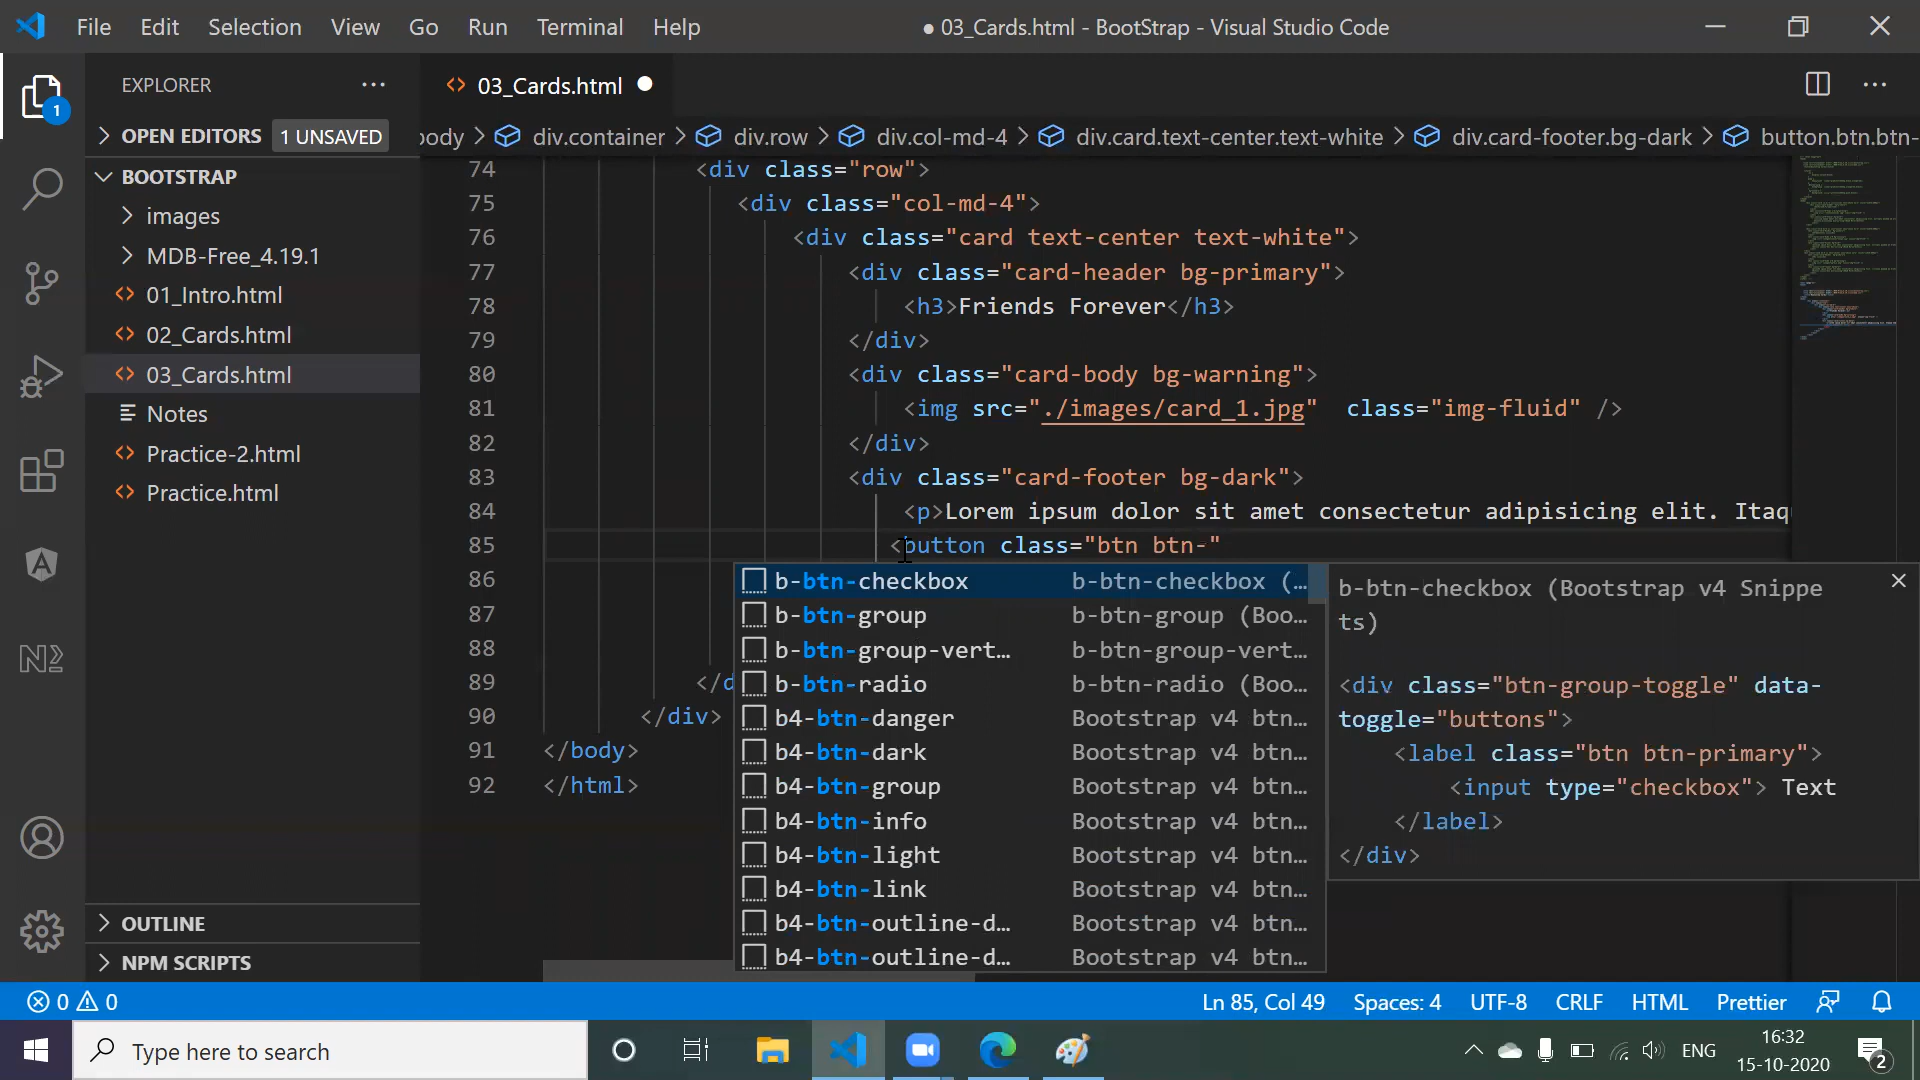 File Edit Selection View Go Run Terminal Help
● 03_Cards.html - BootStrap - Visual Studio Code
EXPLORER
03_Cards.html
OPEN EDITORS 1 UNSAVED
body > div.container > div.row > div.col-md-4 > div.card.text-center.text-white > div.card-footer.bg-dark > button.btn.btn-
1
BOOTSTRAP
images
MDB-Free_4.19.1
01_Intro.html
02_Cards.html
03_Cards.html
Notes
Practice-2.html
Practice.html
OUTLINE
NPM SCRIPTS
74 <div class="row">
75 <div class="col-md-4">
76 <div class="card text-center text-white">
77 <div class="card-header bg-primary">
78 <h3>Friends Forever</h3>
79 </div>
80 <div class="card-body bg-warning">
81 <img src="./images/card_1.jpg" class="img-fluid" />
82 </div>
83 <div class="card-footer bg-dark">
84 <p>Lorem ipsum dolor sit amet consectetur adipisicing elit. Itaq
85 <button class="btn btn-"
86
87
88
89 </d
90 </div>
91 </body>
92 </html>
b-btn-checkbox b-btn-checkbox (…
b-btn-group b-btn-group (Boo…
b-btn-group-vert… b-btn-group-vert…
b-btn-radio b-btn-radio (Boo…
b4-btn-danger Bootstrap v4 btn…
b4-btn-dark Bootstrap v4 btn…
b4-btn-group Bootstrap v4 btn…
b4-btn-info Bootstrap v4 btn…
b4-btn-light Bootstrap v4 btn…
b4-btn-link Bootstrap v4 btn…
b4-btn-outline-d… Bootstrap v4 btn…
b4-btn-outline-d… Bootstrap v4 btn…
b-btn-checkbox (Bootstrap v4 Snippe
ts)
<div class="btn-group-toggle" data-
toggle="buttons">
<label class="btn btn-primary">
<input type="checkbox"> Text
</label>
</div>
0 0
Ln 85, Col 49 Spaces: 4 UTF-8 CRLF HTML Prettier
Type here to search
ENG
16:32
15-10-2020
2